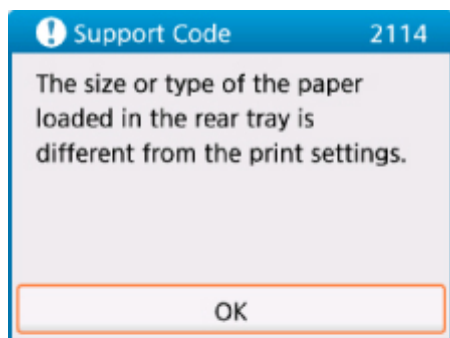 Support Code 2114
The size or type of the paper
loaded in the rear tray is
different from the print settings.
OK